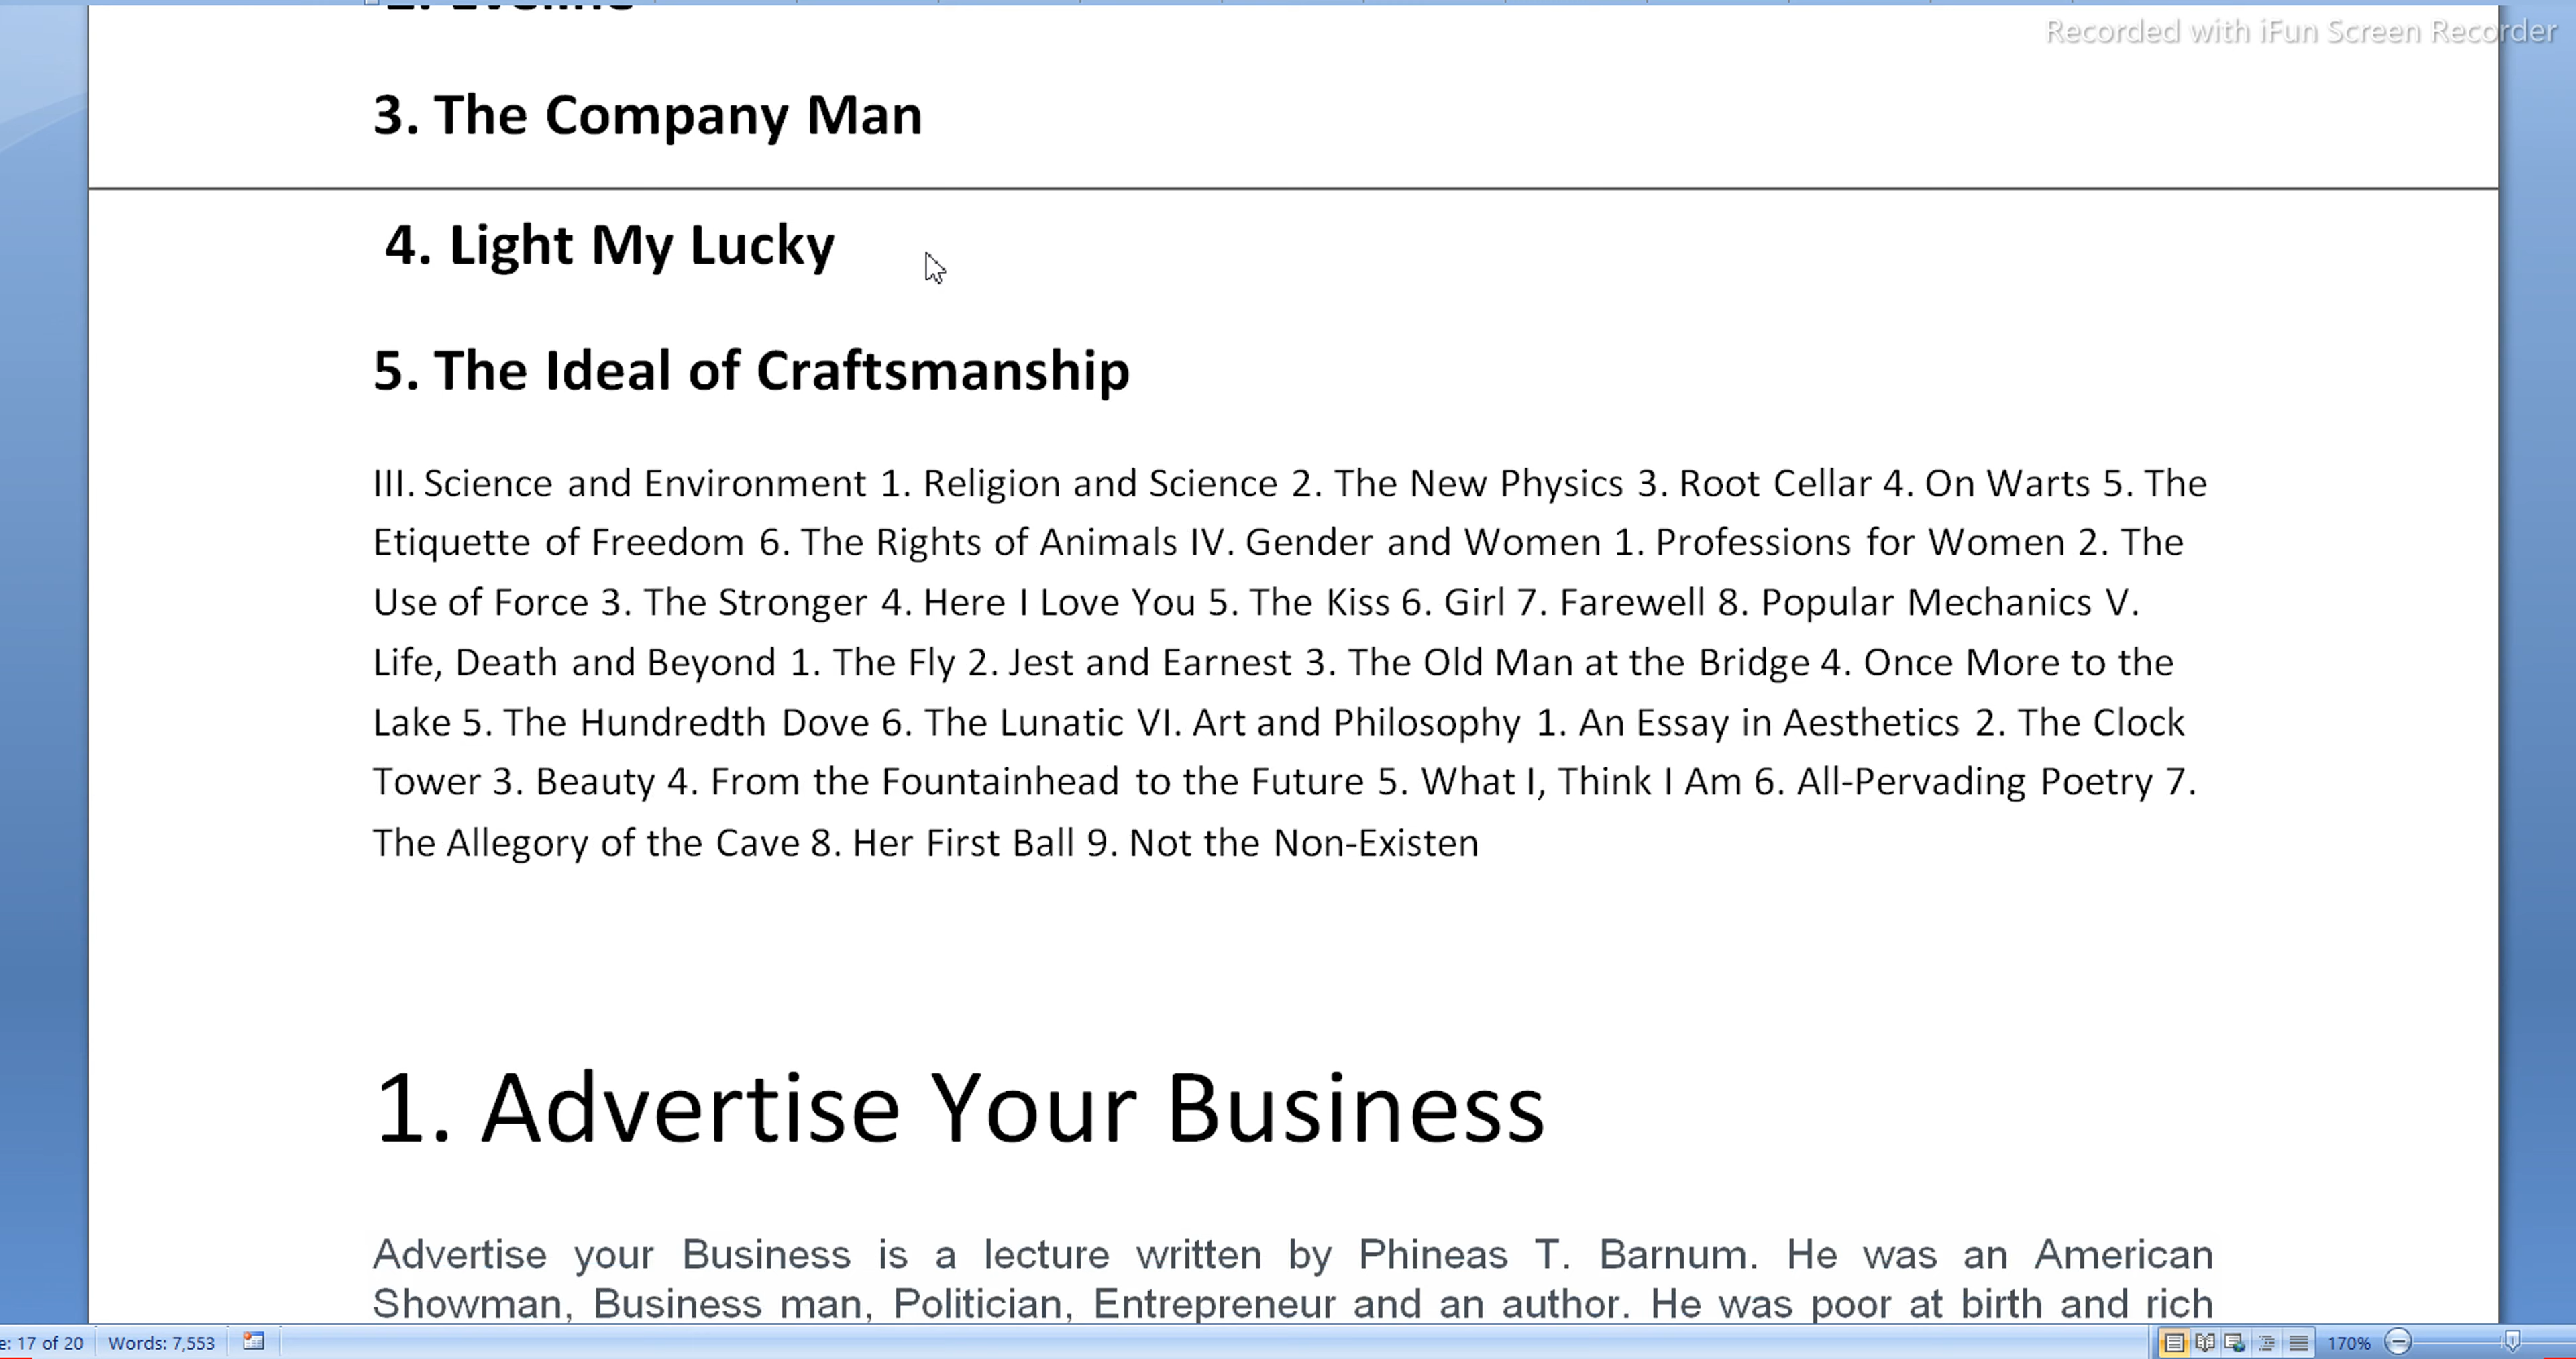 Recorded with iFun Screen Recorder
3. The Company Man
4. Light My Lucky
5. The Ideal of Craftsmanship
III. Science and Environment 1. Religion and Science 2. The New Physics 3. Root Cellar 4. On Warts 5. The
Etiquette of Freedom 6. The Rights of Animals IV. Gender and Women 1. Professions for Women 2. The
Use of Force 3. The Stronger 4. Here I Love You 5. The Kiss 6. Girl 7. Farewell 8. Popular Mechanics V.
Life, Death and Beyond 1. The Fly 2. Jest and Earnest 3. The Old Man at the Bridge 4. Once More to the
Lake 5. The Hundredth Dove 6. The Lunatic VI. Art and Philosophy 1. An Essay in Aesthetics 2. The Clock
Tower 3. Beauty 4. From the Fountainhead to the Future 5. What I, Think I Am 6. All-Pervading Poetry 7.
The Allegory of the Cave 8. Her First Ball 9. Not the Non-Existen
1. Advertise Your Business
Advertise your Business is a lecture written by Phineas T. Barnum. He was an American
Showman, Business man, Politician, Entrepreneur and an author. He was poor at birth and rich
e: 17 of 20 Words: 7,553 170%